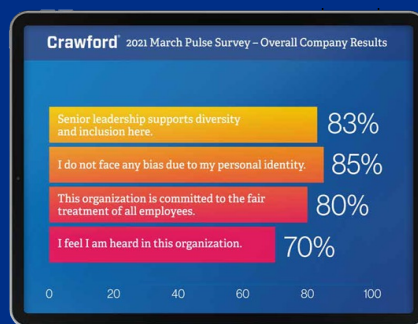 Crawford® 2021 March Pulse Survey – Overall Company Results
Senior leadership supports diversity
and inclusion here.
83%
I do not face any bias due to my personal identity.
85%
This organization is committed to the fair
treatment of all employees.
80%
I feel I am heard in this organization.
70%
0 20 40 60 80 100